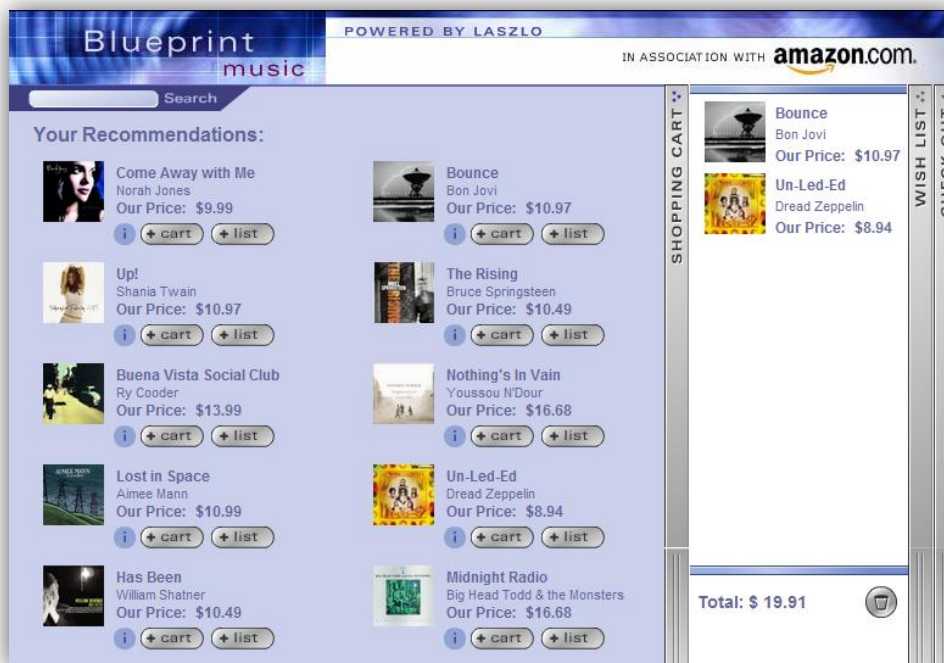 Blueprint
music
POWERED BY LASZLO
IN ASSOCIATION WITH amazon.com.
Search
Your Recommendations:
Come Away with Me
Norah Jones
Our Price: $9.99
i + cart + list
Bounce
Bon Jovi
Our Price: $10.97
i + cart + list
Up!
Shania Twain
Our Price: $10.97
i + cart + list
The Rising
Bruce Springsteen
Our Price: $10.49
i + cart + list
Buena Vista Social Club
Ry Cooder
Our Price: $13.99
i + cart + list
Nothing's In Vain
Youssou N'Dour
Our Price: $16.68
i + cart + list
Lost in Space
Aimee Mann
Our Price: $10.99
i + cart + list
Un-Led-Ed
Dread Zeppelin
Our Price: $8.94
i + cart + list
Has Been
William Shatner
Our Price: $10.49
i + cart + list
Midnight Radio
Big Head Todd & the Monsters
Our Price: $16.68
i + cart + list
SHOPPING CART
Bounce
Bon Jovi
Our Price: $10.97
Un-Led-Ed
Dread Zeppelin
Our Price: $8.94
Total: $ 19.91
WISH LIST